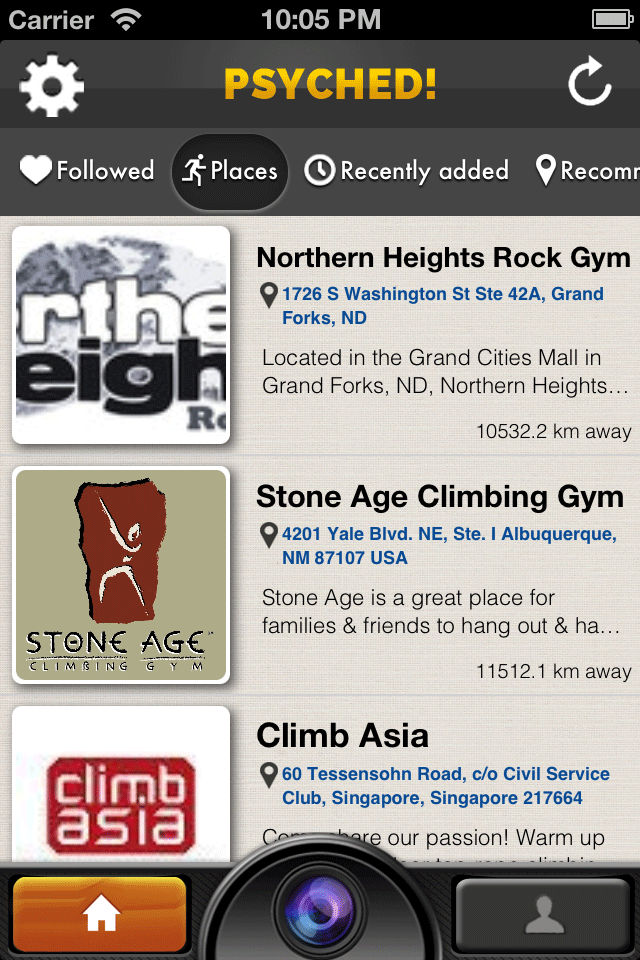 Carrier 10:05 PM
PSYCHED!
Followed Places Recently added Recomm
rthe
eigh
Ro
Northern Heights Rock Gym
1726 S Washington St Ste 42A, Grand
Forks, ND
Located in the Grand Cities Mall in
Grand Forks, ND, Northern Heights…
10532.2 km away
STONE AGE
CLIMBING GYM
Stone Age Climbing Gym
4201 Yale Blvd. NE, Ste. I Albuquerque,
NM 87107 USA
Stone Age is a great place for
families & friends to hang out & ha…
11512.1 km away
climb
asia
Climb Asia
60 Tessensohn Road, c/o Civil Service
Club, Singapore, Singapore 217664
share our passion! Warm up
top-rope